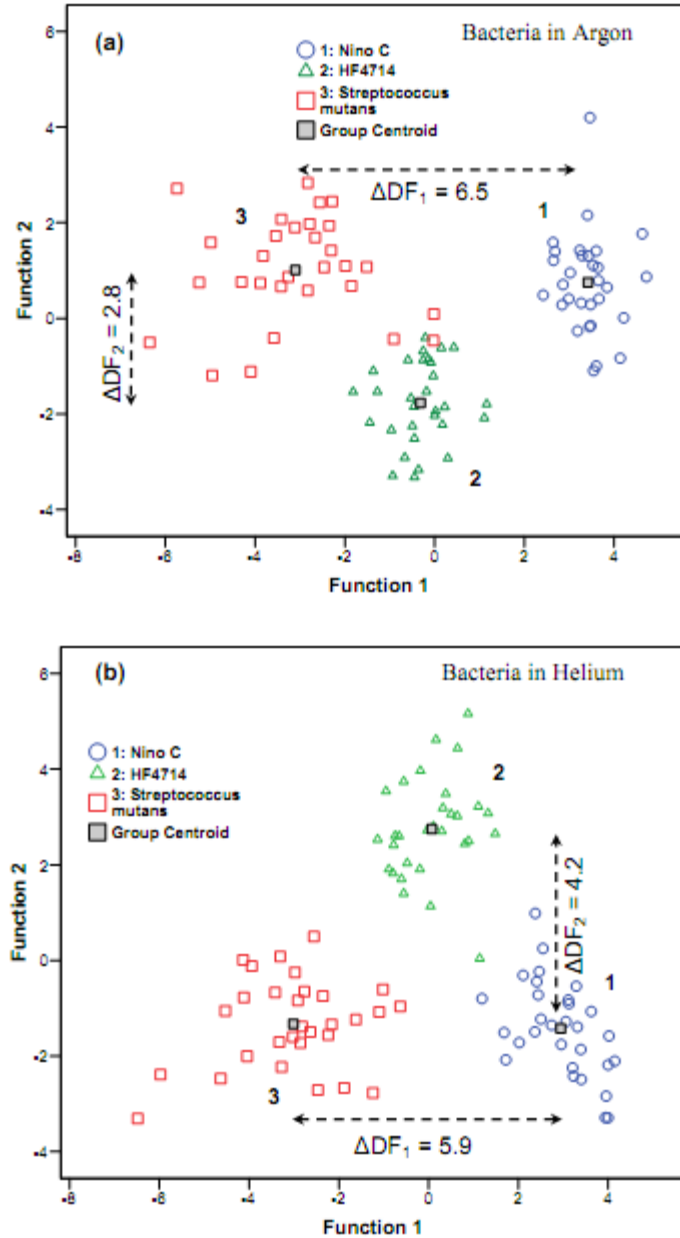 (a)
Bacteria in Argon
1: Nino C
2: HF4714
3: Streptococcus
mutans
Group Centroid
ΔDF1 = 6.5
ΔDF2 = 2.8
1
2
3
6
4
2
0
-2
-4
Function 2
-8
-6
-4
-2
0
2
4
Function 1
(b)
Bacteria in Helium
1: Nino C
2: HF4714
3: Streptococcus
mutans
Group Centroid
2
ΔDF2 = 4.2
1
3
ΔDF1 = 5.9
6
4
2
0
-2
-4
Function 2
-8
-6
-4
-2
0
2
4
Function 1